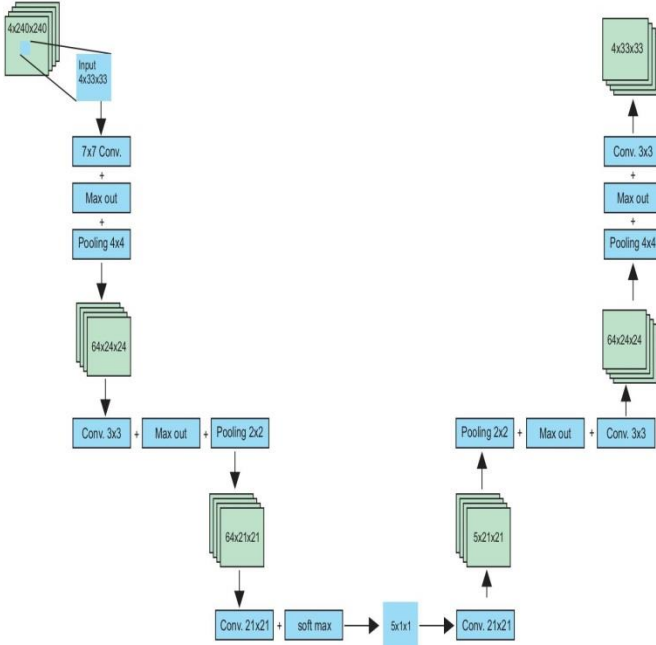 4x240x240
Input
4x33x33
7x7 Conv.
+
Max out
+
Pooling 4x4
64x24x24
Conv. 3x3 + Max out + Pooling 2x2
64x21x21
Conv. 21x21 + soft max
5x1x1
Conv. 21x21
5x21x21
Pooling 2x2 + Max out + Conv. 3x3
64x24x24
Pooling 4x4
+
Max out
+
Conv. 3x3
4x33x33